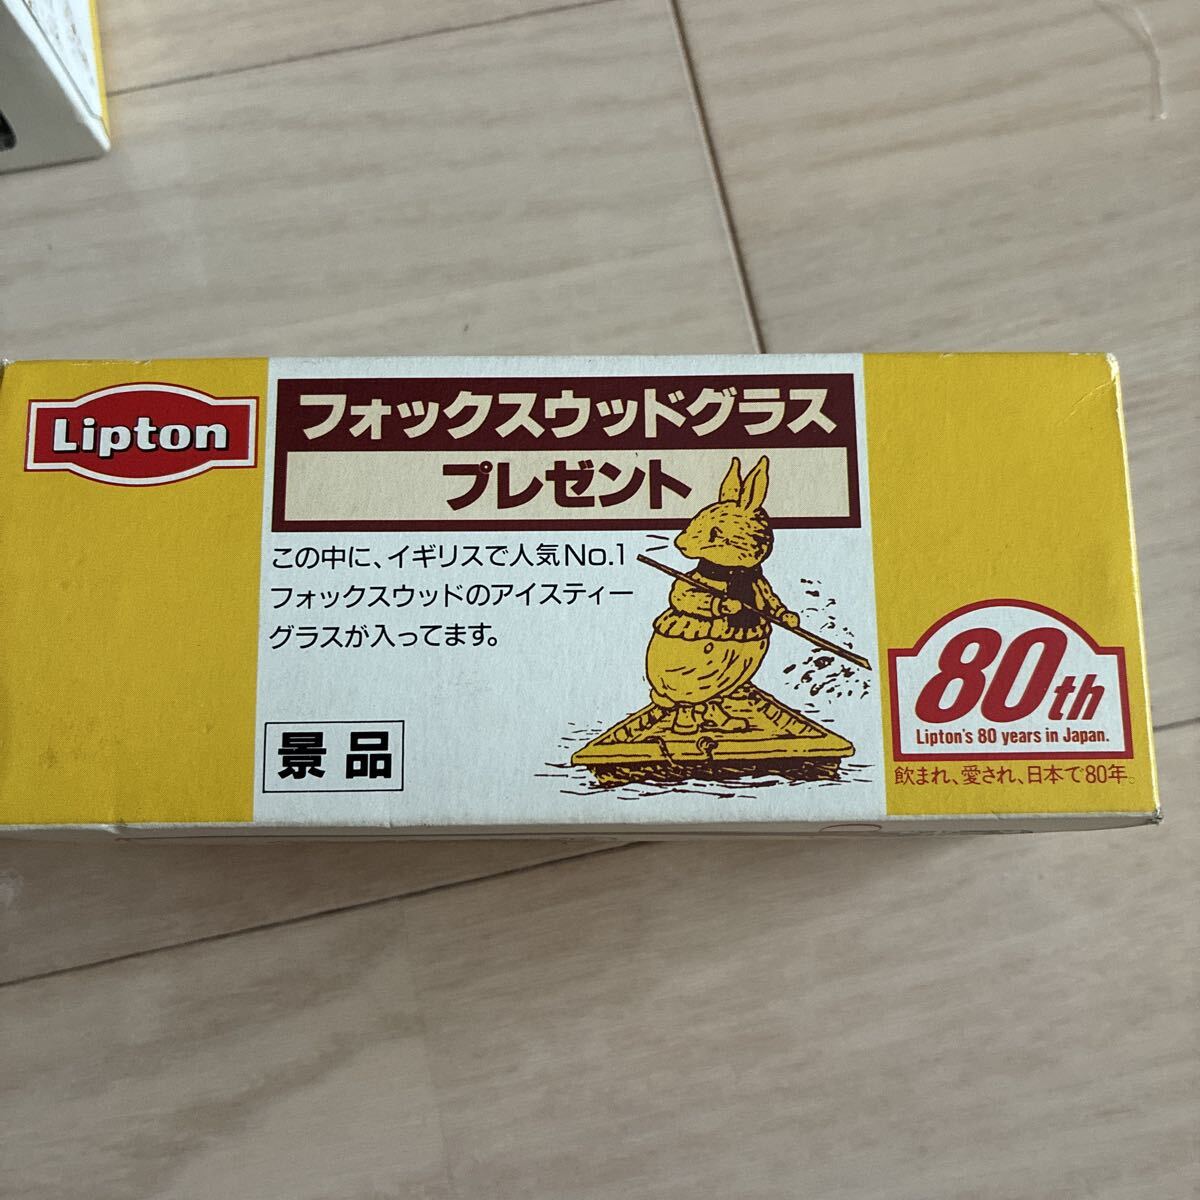 Lipton
フォックスウッドグラス
プレゼント
この中に、イギリスで人気No.1
フォックスウッドのアイスティー
グラスが入ってます。
景品
80th
Lipton's 80 years in Japan.
飲まれ、愛され、日本で80年。